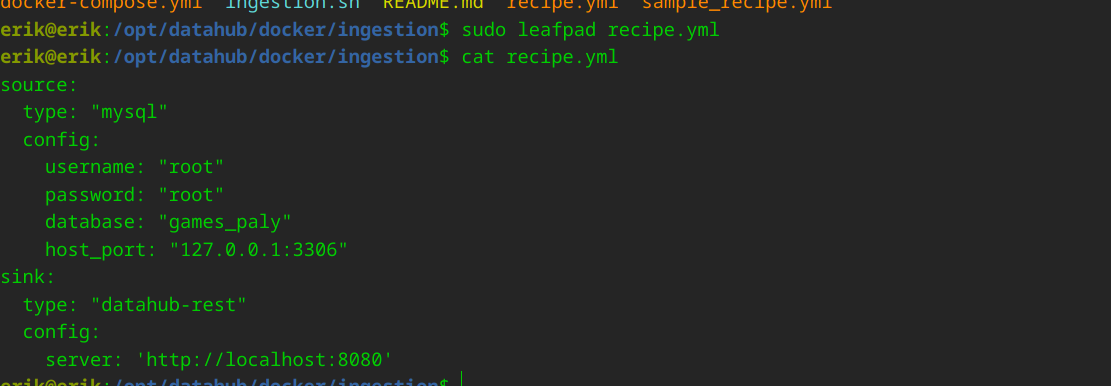 docker-compose.yml  ingestion.sh  README.md  recipe.yml  sample_recipe.yml
erik@erik:/opt/datahub/docker/ingestion$ sudo leafpad recipe.yml
erik@erik:/opt/datahub/docker/ingestion$ cat recipe.yml
source:
  type: "mysql"
  config:
    username: "root"
    password: "root"
    database: "games_paly"
    host_port: "127.0.0.1:3306"
sink:
  type: "datahub-rest"
  config:
    server: 'http://localhost:8080'
erik@erik:/opt/datahub/docker/ingestion$